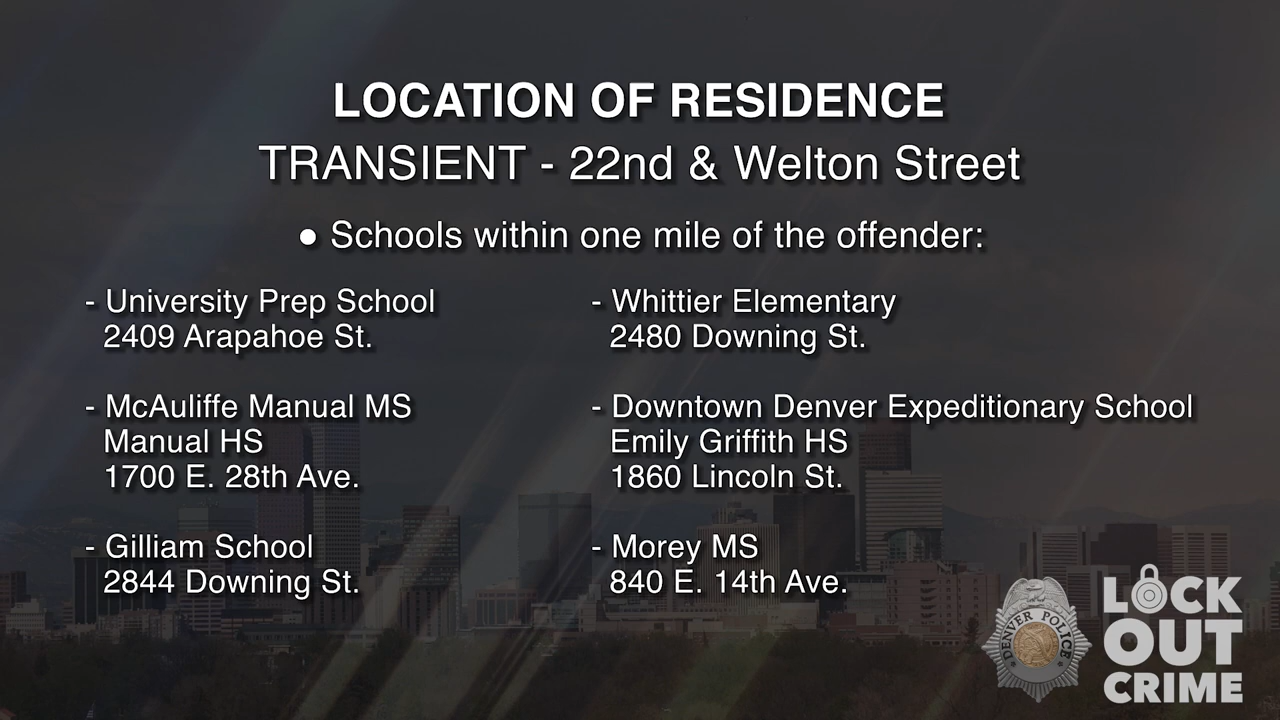 LOCATION OF RESIDENCE
TRANSIENT - 22nd & Welton Street
● Schools within one mile of the offender:
- University Prep School
2409 Arapahoe St.
- McAuliffe Manual MS
Manual HS
1700 E. 28th Ave.
- Gilliam School
2844 Downing St.
- Whittier Elementary
2480 Downing St.
- Downtown Denver Expeditionary School
Emily Griffith HS
1860 Lincoln St.
- Morey MS
840 E. 14th Ave.
DENVER POLICE
LOCK
OUT
CRIME